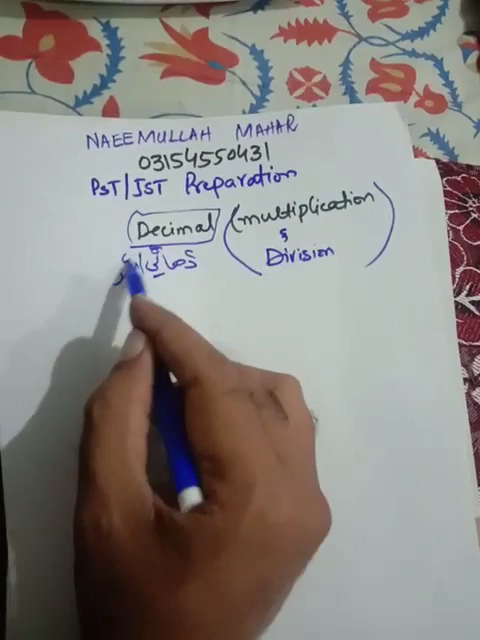 NAEEMULLAH MAHAR
03154550431
PST/JST Preparation
Decimal (multiplication
& Division)